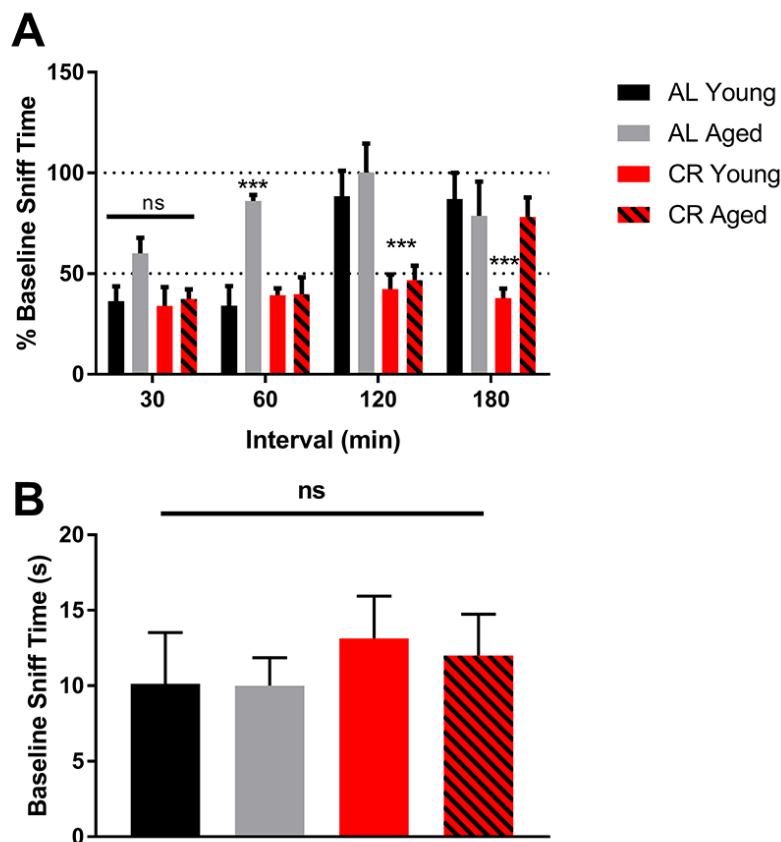 A
% Baseline Sniff Time
150
100
50
0
ns
***
***
***
30 60 120 180
Interval (min)
AL Young
AL Aged
CR Young
CR Aged
B
ns
Baseline Sniff Time (s)
20
15
10
5
0